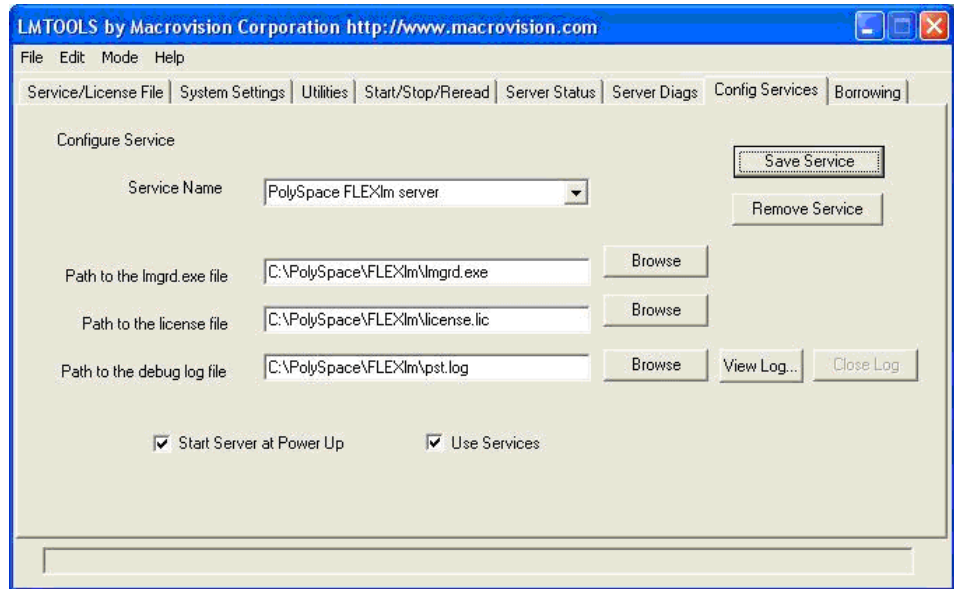 LMTOOLS by Macrovision Corporation http://www.macrovision.com
File Edit Mode Help
Service/License File System Settings Utilities Start/Stop/Reread Server Status Server Diags Config Services Borrowing
Configure Service
Save Service
Service Name PolySpace FLEXlm server
Remove Service
Path to the lmgrd.exe file C:\PolySpace\FLEXlm\lmgrd.exe Browse
Path to the license file C:\PolySpace\FLEXlm\license.lic Browse
Path to the debug log file C:\PolySpace\FLEXlm\pst.log Browse View Log... Close Log
Start Server at Power Up Use Services